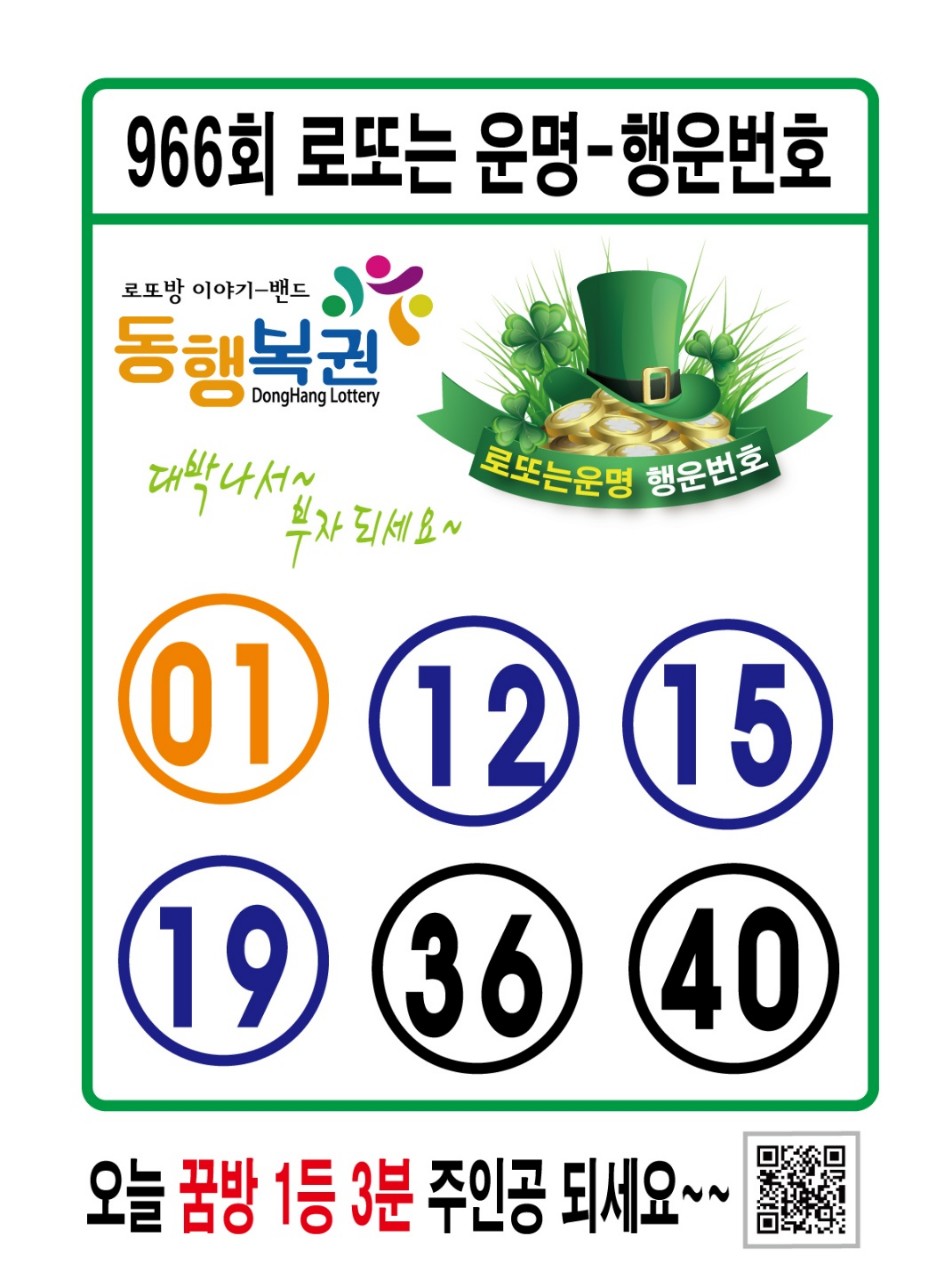 966회 로또는 운명-행운번호
로또방 이야기-밴드
동행복권
DongHang Lottery
로또는운명 행운번호
대박나서~
부자 되세요~
01 12 15
19 36 40
오늘 꿈방 1등 3분 주인공 되세요~~